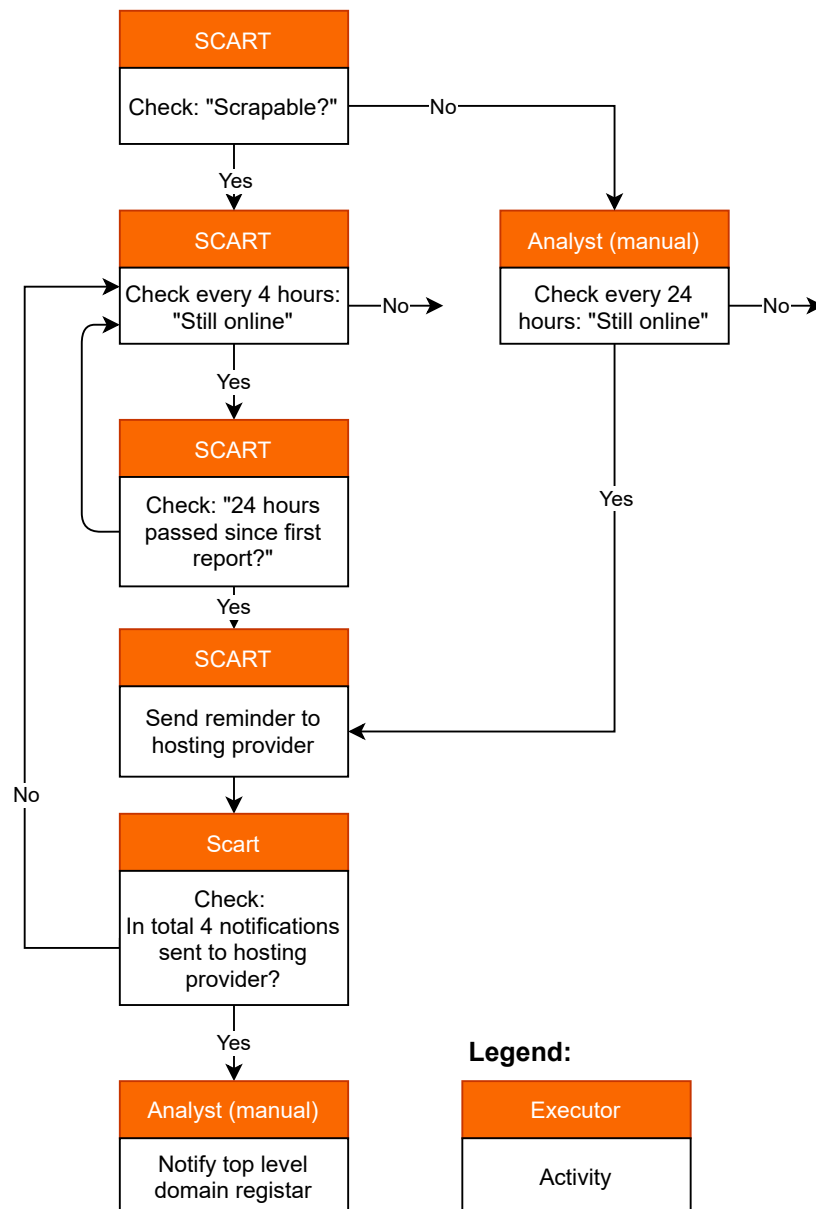 SCART
Check: "Scrapable?"
No
Yes
SCART
Check every 4 hours:
"Still online"
No
Analyst (manual)
Check every 24
hours: "Still online"
No
Yes
SCART
Check: "24 hours
passed since first
report?"
Yes
Yes
SCART
Send reminder to
hosting provider
No
Scart
Check:
In total 4 notifications
sent to hosting
provider?
Yes
Analyst (manual)
Notify top level
domain registar
Legend:
Executor
Activity